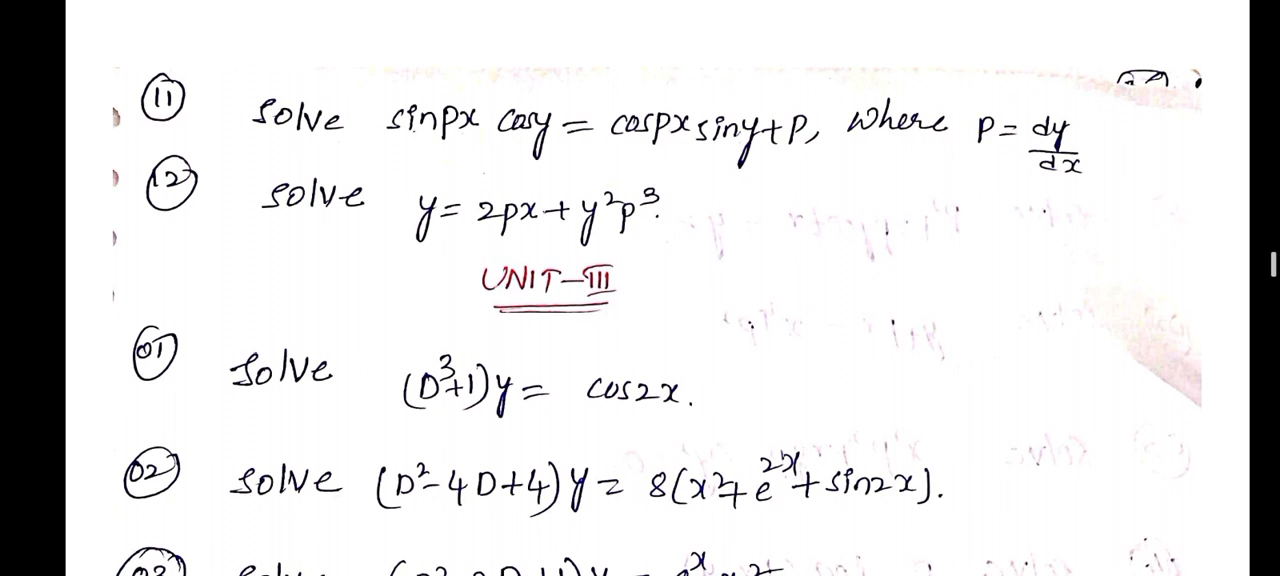 (11) Solve sinpx cosy = cospx siny + P, where P = dy/dx
(12) solve y = 2px + y²p³.
UNIT-III
(01) Solve (D³+1)y = cos2x.
(02) solve (D²-4D+4)y = 8(x²+e^2x+sin2x).